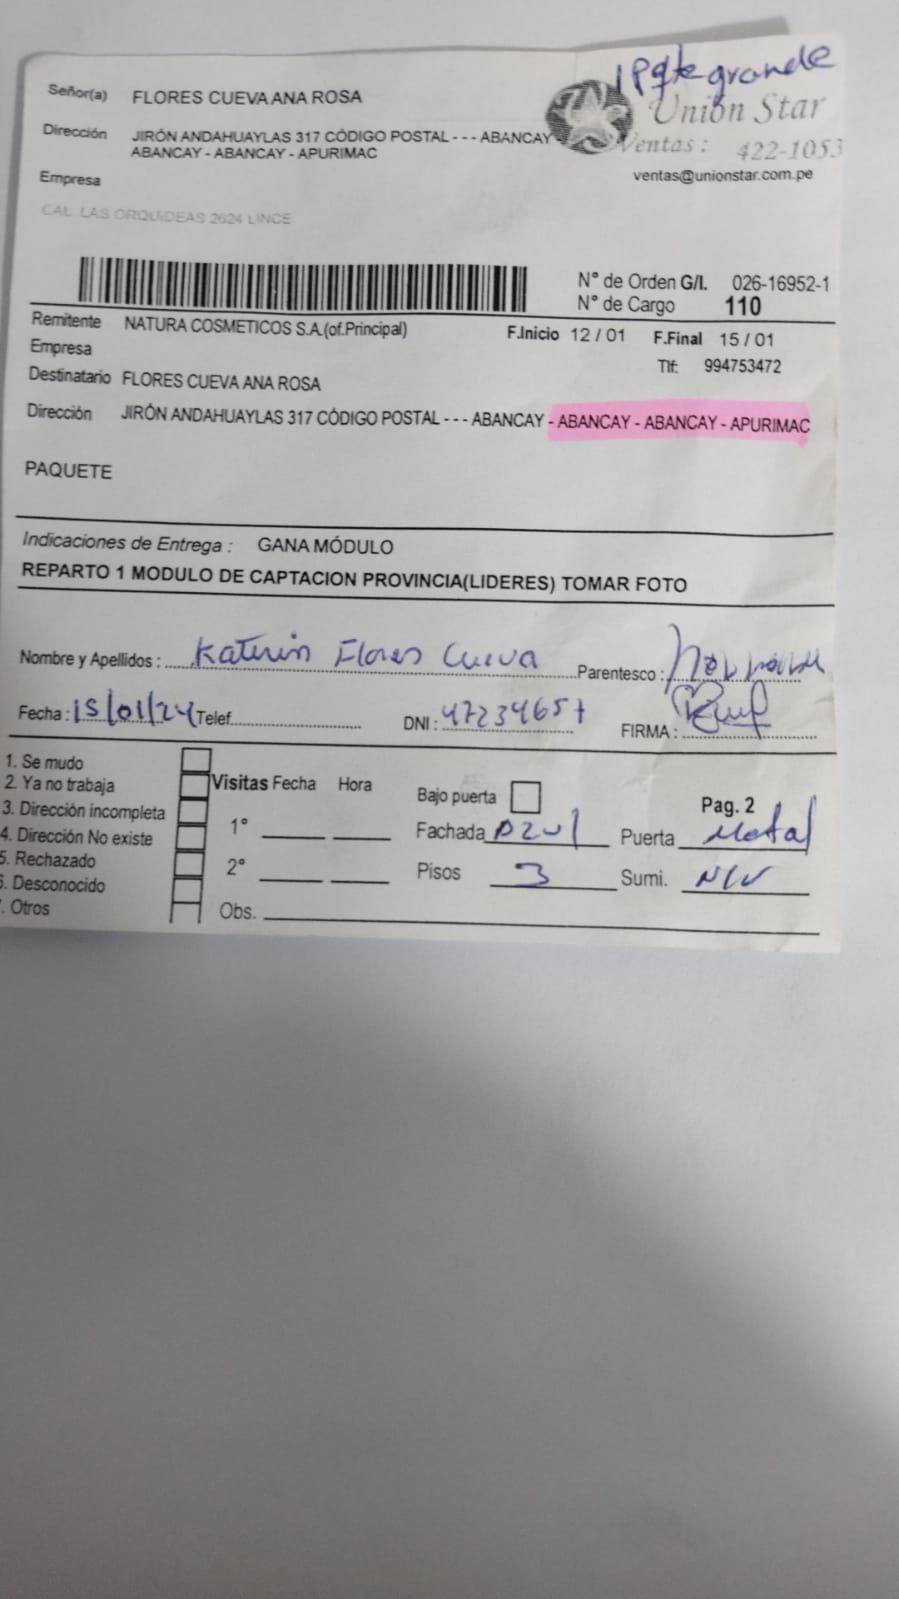 1 Pqte grande
Señor(a) FLORES CUEVA ANA ROSA
Unión Star
Dirección JIRÓN ANDAHUAYLAS 317 CÓDIGO POSTAL - - - ABANCAY -
ABANCAY - ABANCAY - APURIMAC
Ventas : 422-1053
Empresa
ventas@unionstar.com.pe
CAL LAS ORQUIDEAS 2624 LINCE
N° de Orden G/I. 026-16952-1
N° de Cargo 110
Remitente NATURA COSMETICOS S.A.(of.Principal) F.Inicio 12 / 01 F.Final 15 / 01
Empresa Tlf: 994753472
Destinatario FLORES CUEVA ANA ROSA
Dirección JIRÓN ANDAHUAYLAS 317 CÓDIGO POSTAL - - - ABANCAY - ABANCAY - ABANCAY - APURIMAC
PAQUETE
Indicaciones de Entrega : GANA MÓDULO
REPARTO 1 MODULO DE CAPTACION PROVINCIA(LIDERES) TOMAR FOTO
Nombre y Apellidos : Katerin Flores Cueva Parentesco :
Fecha : 15/01/24 Telef. DNI : 47234657 FIRMA :
1. Se mudo
2. Ya no trabaja Visitas Fecha Hora Bajo puerta Pag. 2
3. Dirección incompleta 1° Fachada Azul Puerta Metal
4. Dirección No existe
5. Rechazado 2° Pisos 3 Sumi. N/V
6. Desconocido
. Otros Obs.